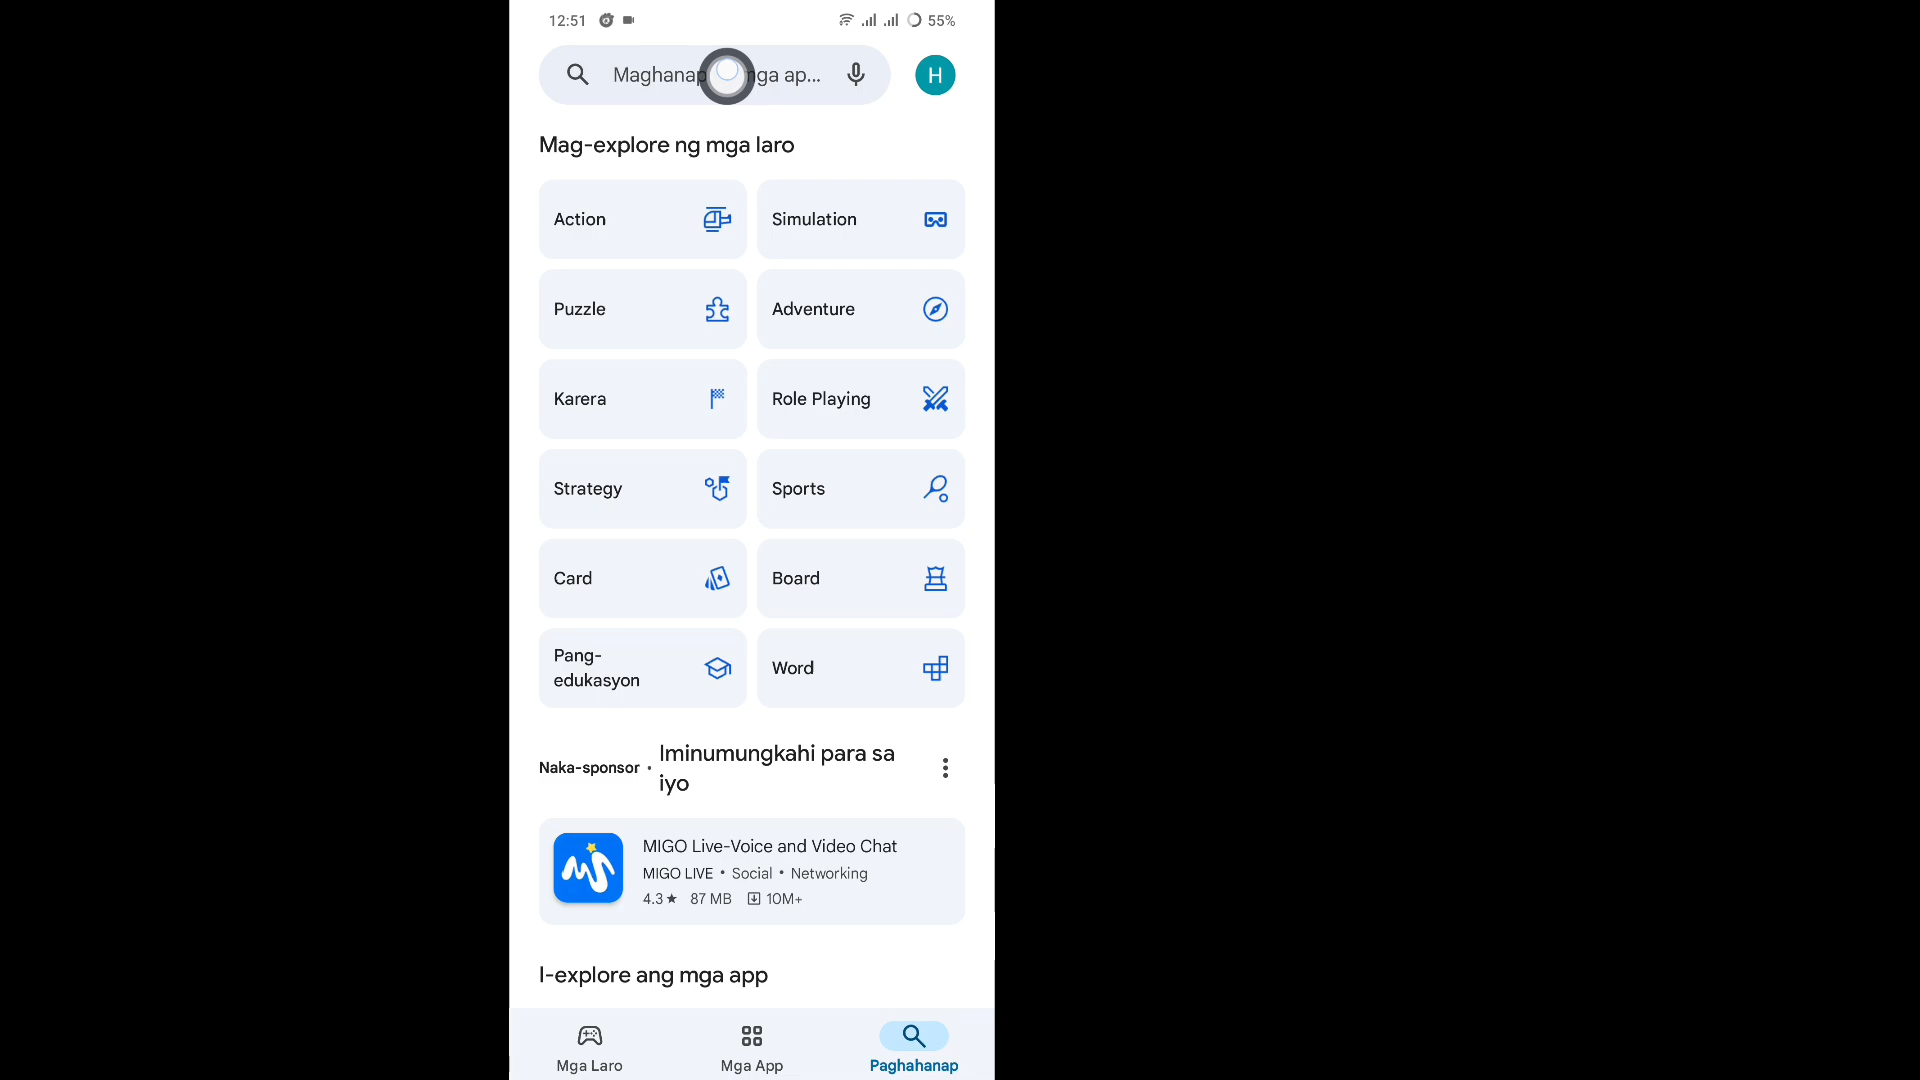 12:51 55%
Maghanap mga ap...
H
Mag-explore ng mga laro
Action
Simulation
Puzzle
Adventure
Karera
Role Playing
Strategy
Sports
Card
Board
Pang-
edukasyon
Word
Naka-sponsor • Iminumungkahi para sa
iyo
MIGO Live-Voice and Video Chat
MIGO LIVE • Social • Networking
4.3★ 87 MB 10M+
I-explore ang mga app
Mga Laro
Mga App
Paghahanap